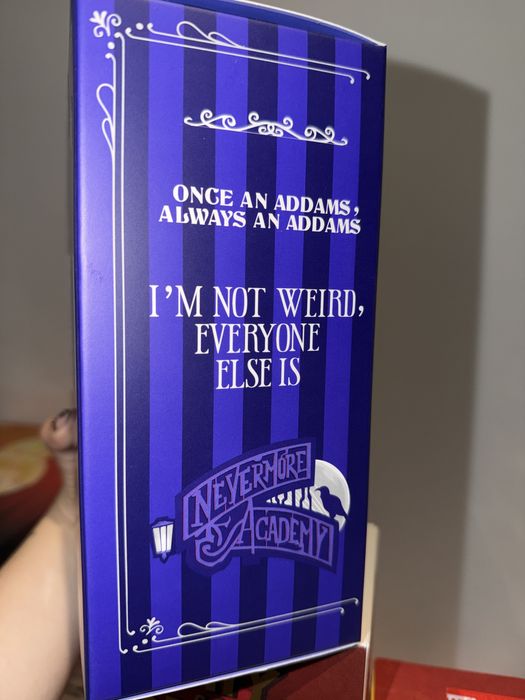 ONCE AN ADDAMS,
ALWAYS AN ADDAMS
I'M NOT WEIRD,
EVERYONE
ELSE IS
NEVERMORE
ACADEMY